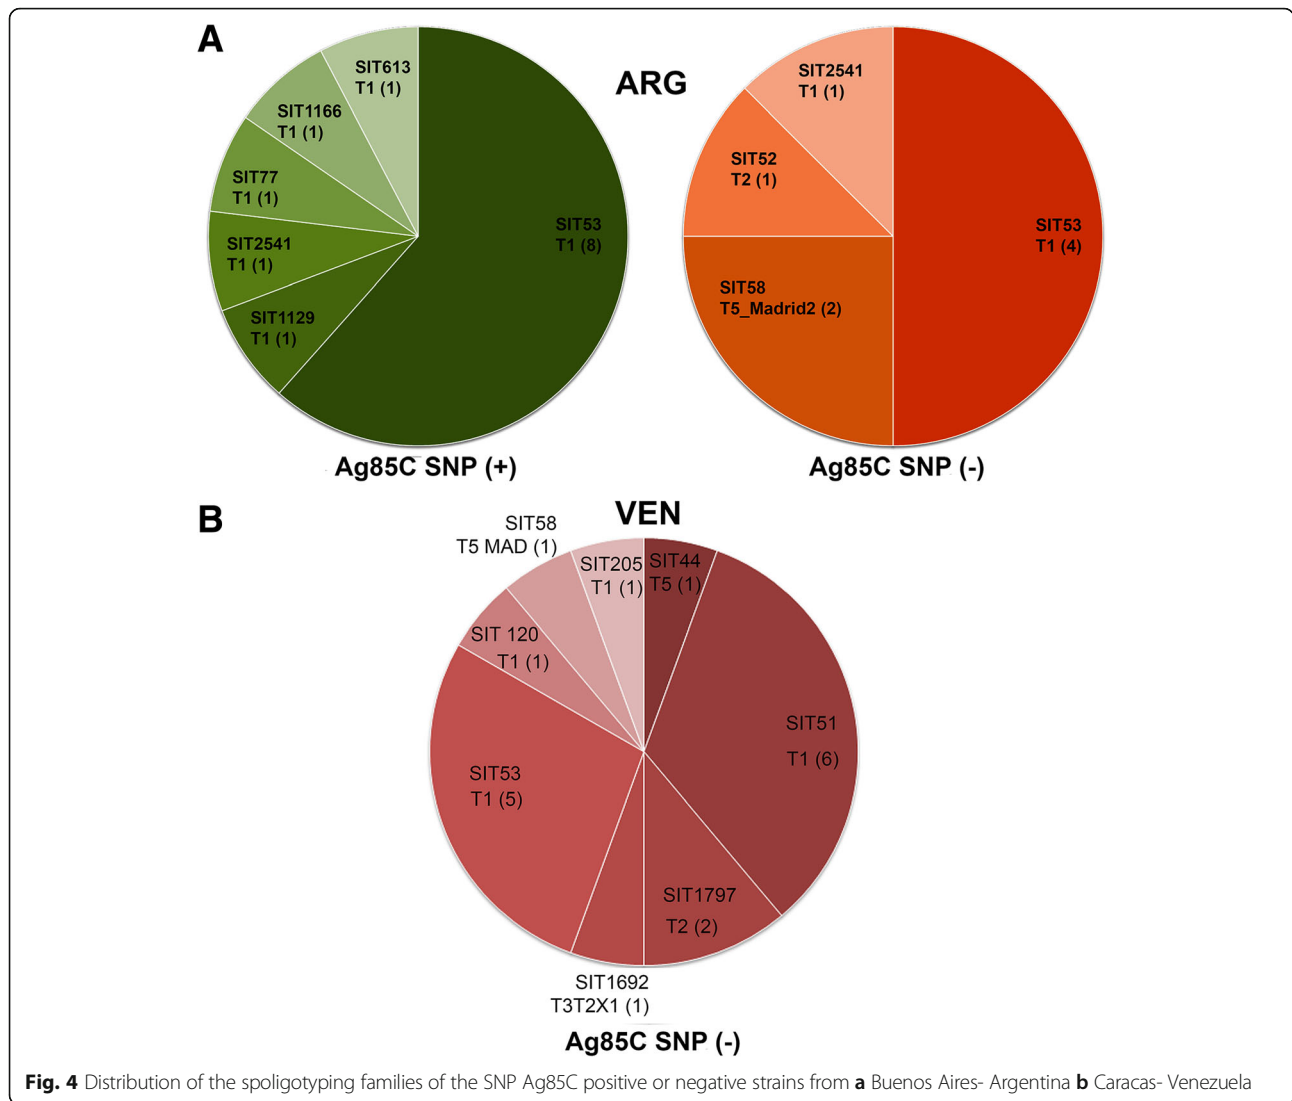 A
ARG
SIT613
T1 (1)
SIT1166
T1 (1)
SIT77
T1 (1)
SIT2541
T1 (1)
SIT1129
T1 (1)
SIT53
T1 (8)
Ag85C SNP (+)
SIT2541
T1 (1)
SIT52
T2 (1)
SIT58
T5_Madrid2 (2)
SIT53
T1 (4)
Ag85C SNP (-)
B
VEN
SIT58
T5 MAD (1)
SIT205
T1 (1)
SIT44
T5 (1)
SIT 120
T1 (1)
SIT51
T1 (6)
SIT53
T1 (5)
SIT1797
T2 (2)
SIT1692
T3T2X1 (1)
Ag85C SNP (-)
Fig. 4 Distribution of the spoligotyping families of the SNP Ag85C positive or negative strains from a Buenos Aires- Argentina b Caracas- Venezuela